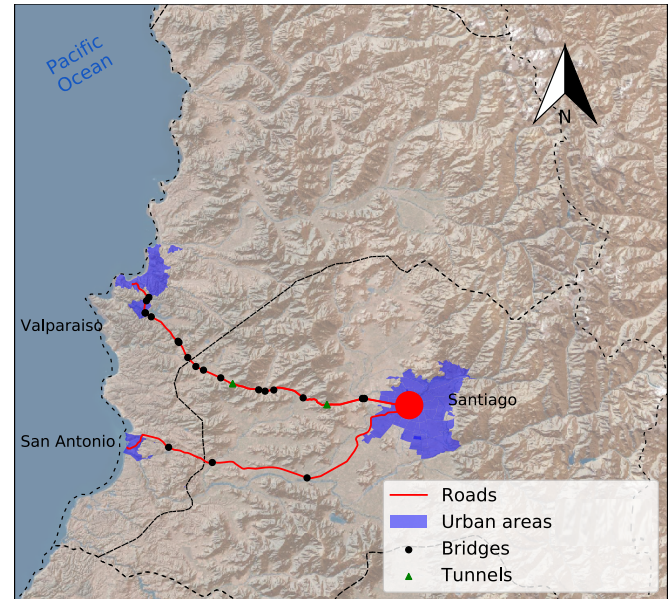 Pacific
Ocean
N
Valparaiso
Santiago
San Antonio
Roads
Urban areas
Bridges
Tunnels